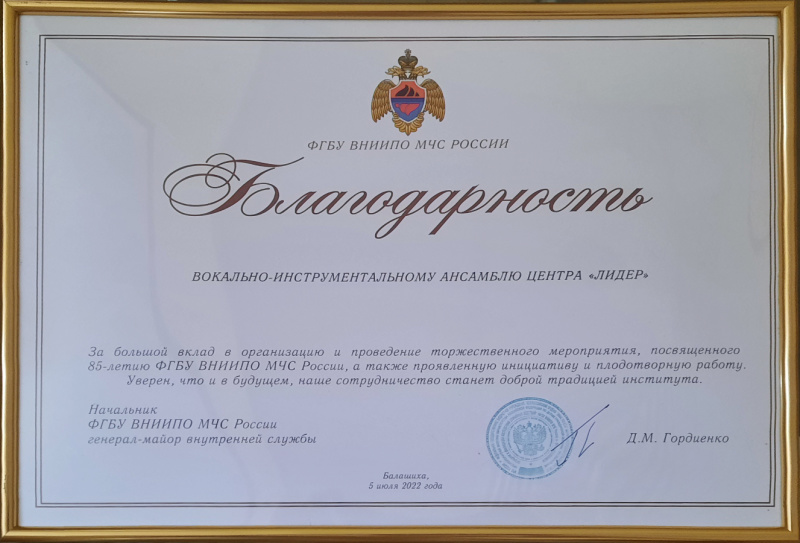 ФГБУ ВНИИПО МЧС РОССИИ
Благодарность
ВОКАЛЬНО-ИНСТРУМЕНТАЛЬНОМУ АНСАМБЛЮ ЦЕНТРА «ЛИДЕР»
За большой вклад в организацию и проведение торжественного мероприятия, посвященного
85-летию ФГБУ ВНИИПО МЧС России, а также проявленную инициативу и плодотворную работу.
Уверен, что и в будущем, наше сотрудничество станет доброй традицией института.
Начальник
ФГБУ ВНИИПО МЧС России
генерал-майор внутренней службы
Д.М. Гордиенко
Балашиха,
5 июля 2022 года